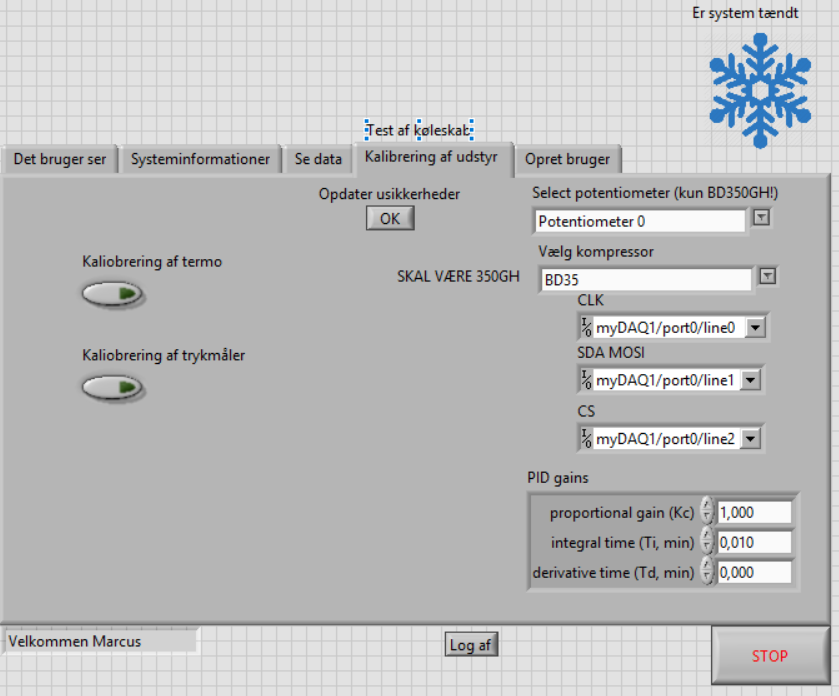 Er system tændt
Test af køleskab
Det bruger ser
Systeminformationer
Se data
Kalibrering af udstyr
Opret bruger
Opdater usikkerheder
OK
Select potentiometer (kun BD350GH!)
Potentiometer 0
Vælg kompressor
SKAL VÆRE 350GH
BD35
Kaliobrering af termo
CLK
myDAQ1/port0/line0
SDA MOSI
Kaliobrering af trykmåler
myDAQ1/port0/line1
CS
myDAQ1/port0/line2
PID gains
proportional gain (Kc) 1,000
integral time (Ti, min) 0,010
derivative time (Td, min) 0,000
Velkommen Marcus
Log af
STOP